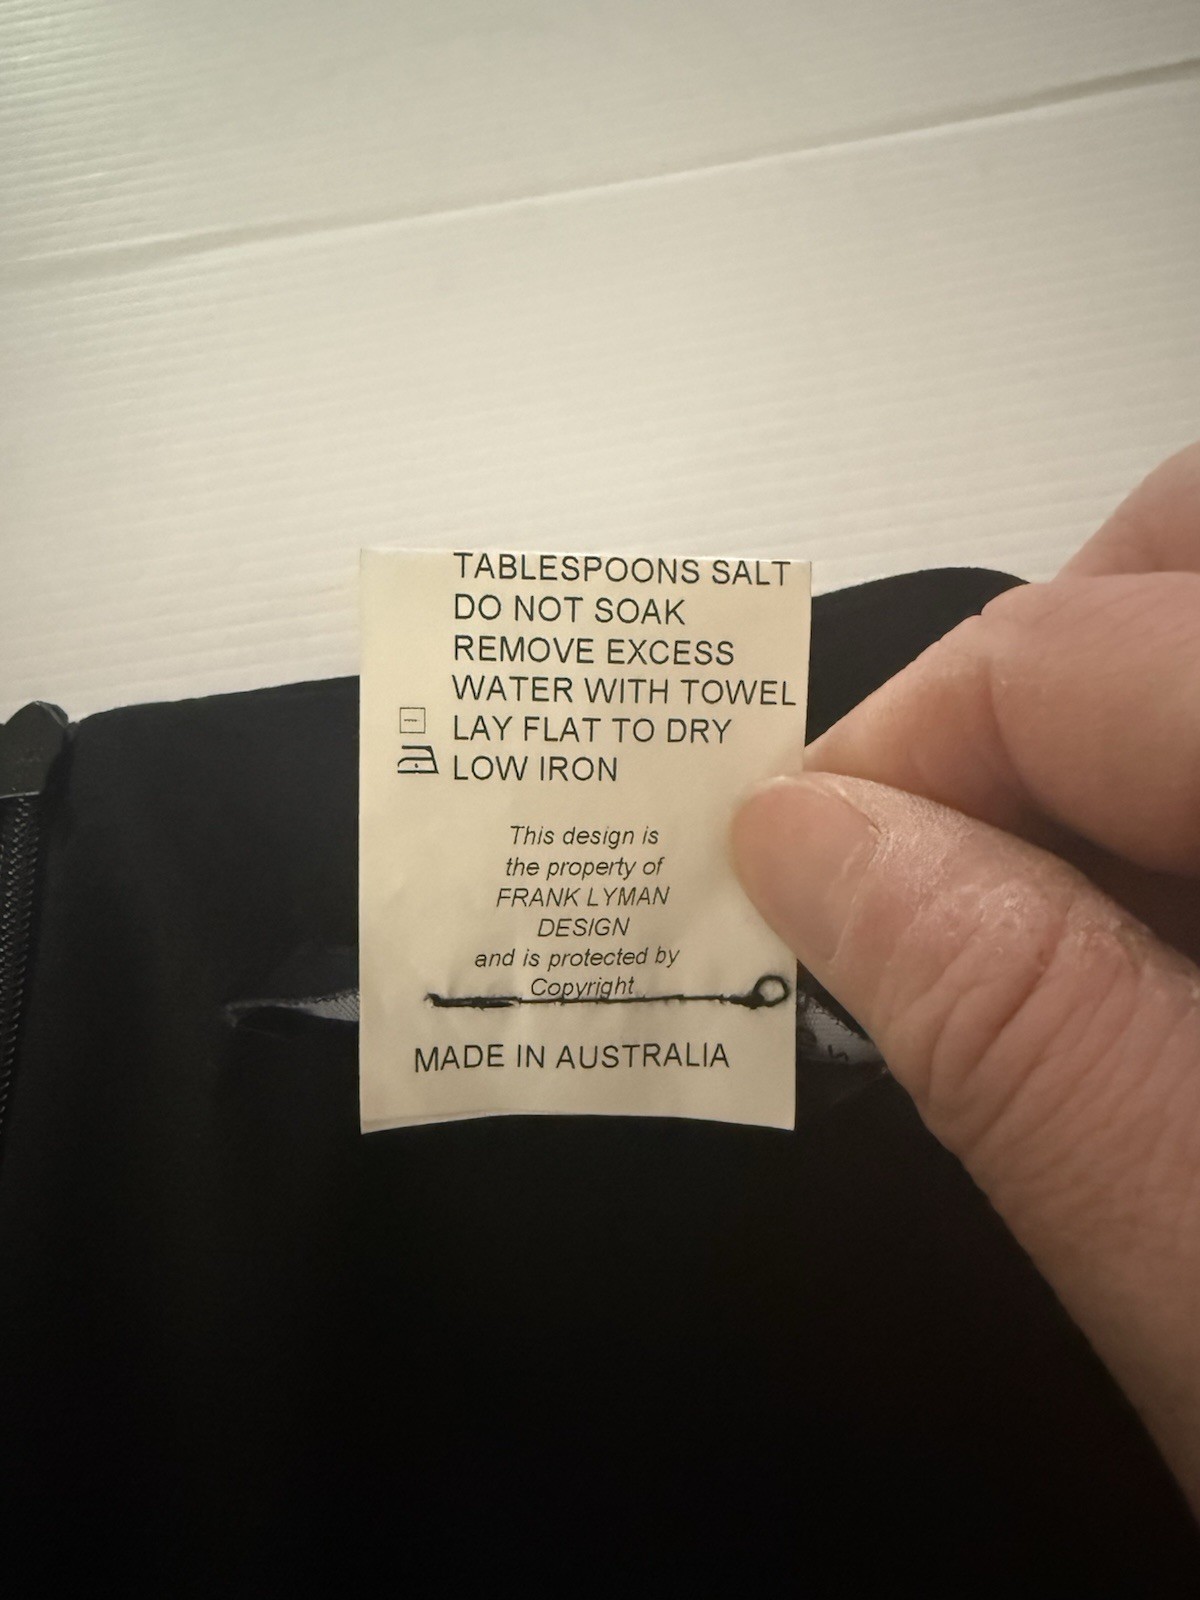 TABLESPOONS SALT
DO NOT SOAK
REMOVE EXCESS
WATER WITH TOWEL
LAY FLAT TO DRY
LOW IRON
This design is
the property of
FRANK LYMAN
DESIGN
and is protected by
Copyright
MADE IN AUSTRALIA